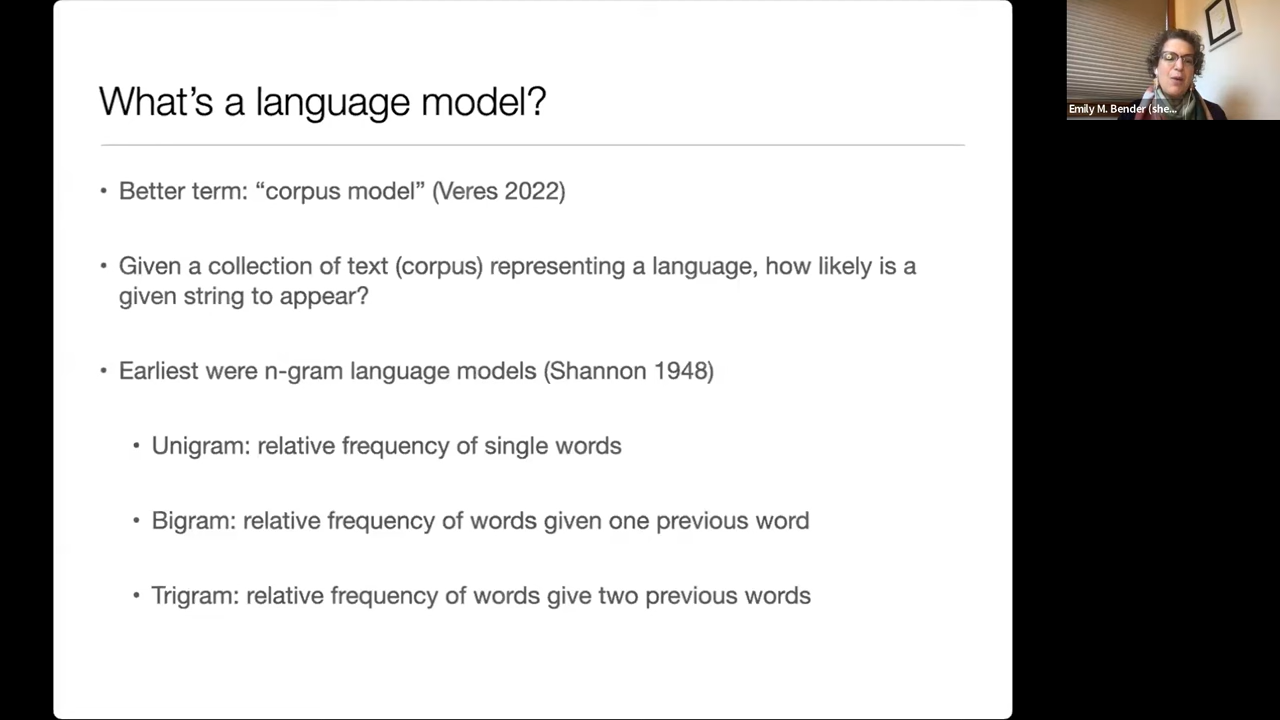 What's a language model?
• Better term: “corpus model” (Veres 2022)
• Given a collection of text (corpus) representing a language, how likely is a
given string to appear?
• Earliest were n-gram language models (Shannon 1948)
• Unigram: relative frequency of single words
• Bigram: relative frequency of words given one previous word
• Trigram: relative frequency of words give two previous words
Emily M. Bender (she...